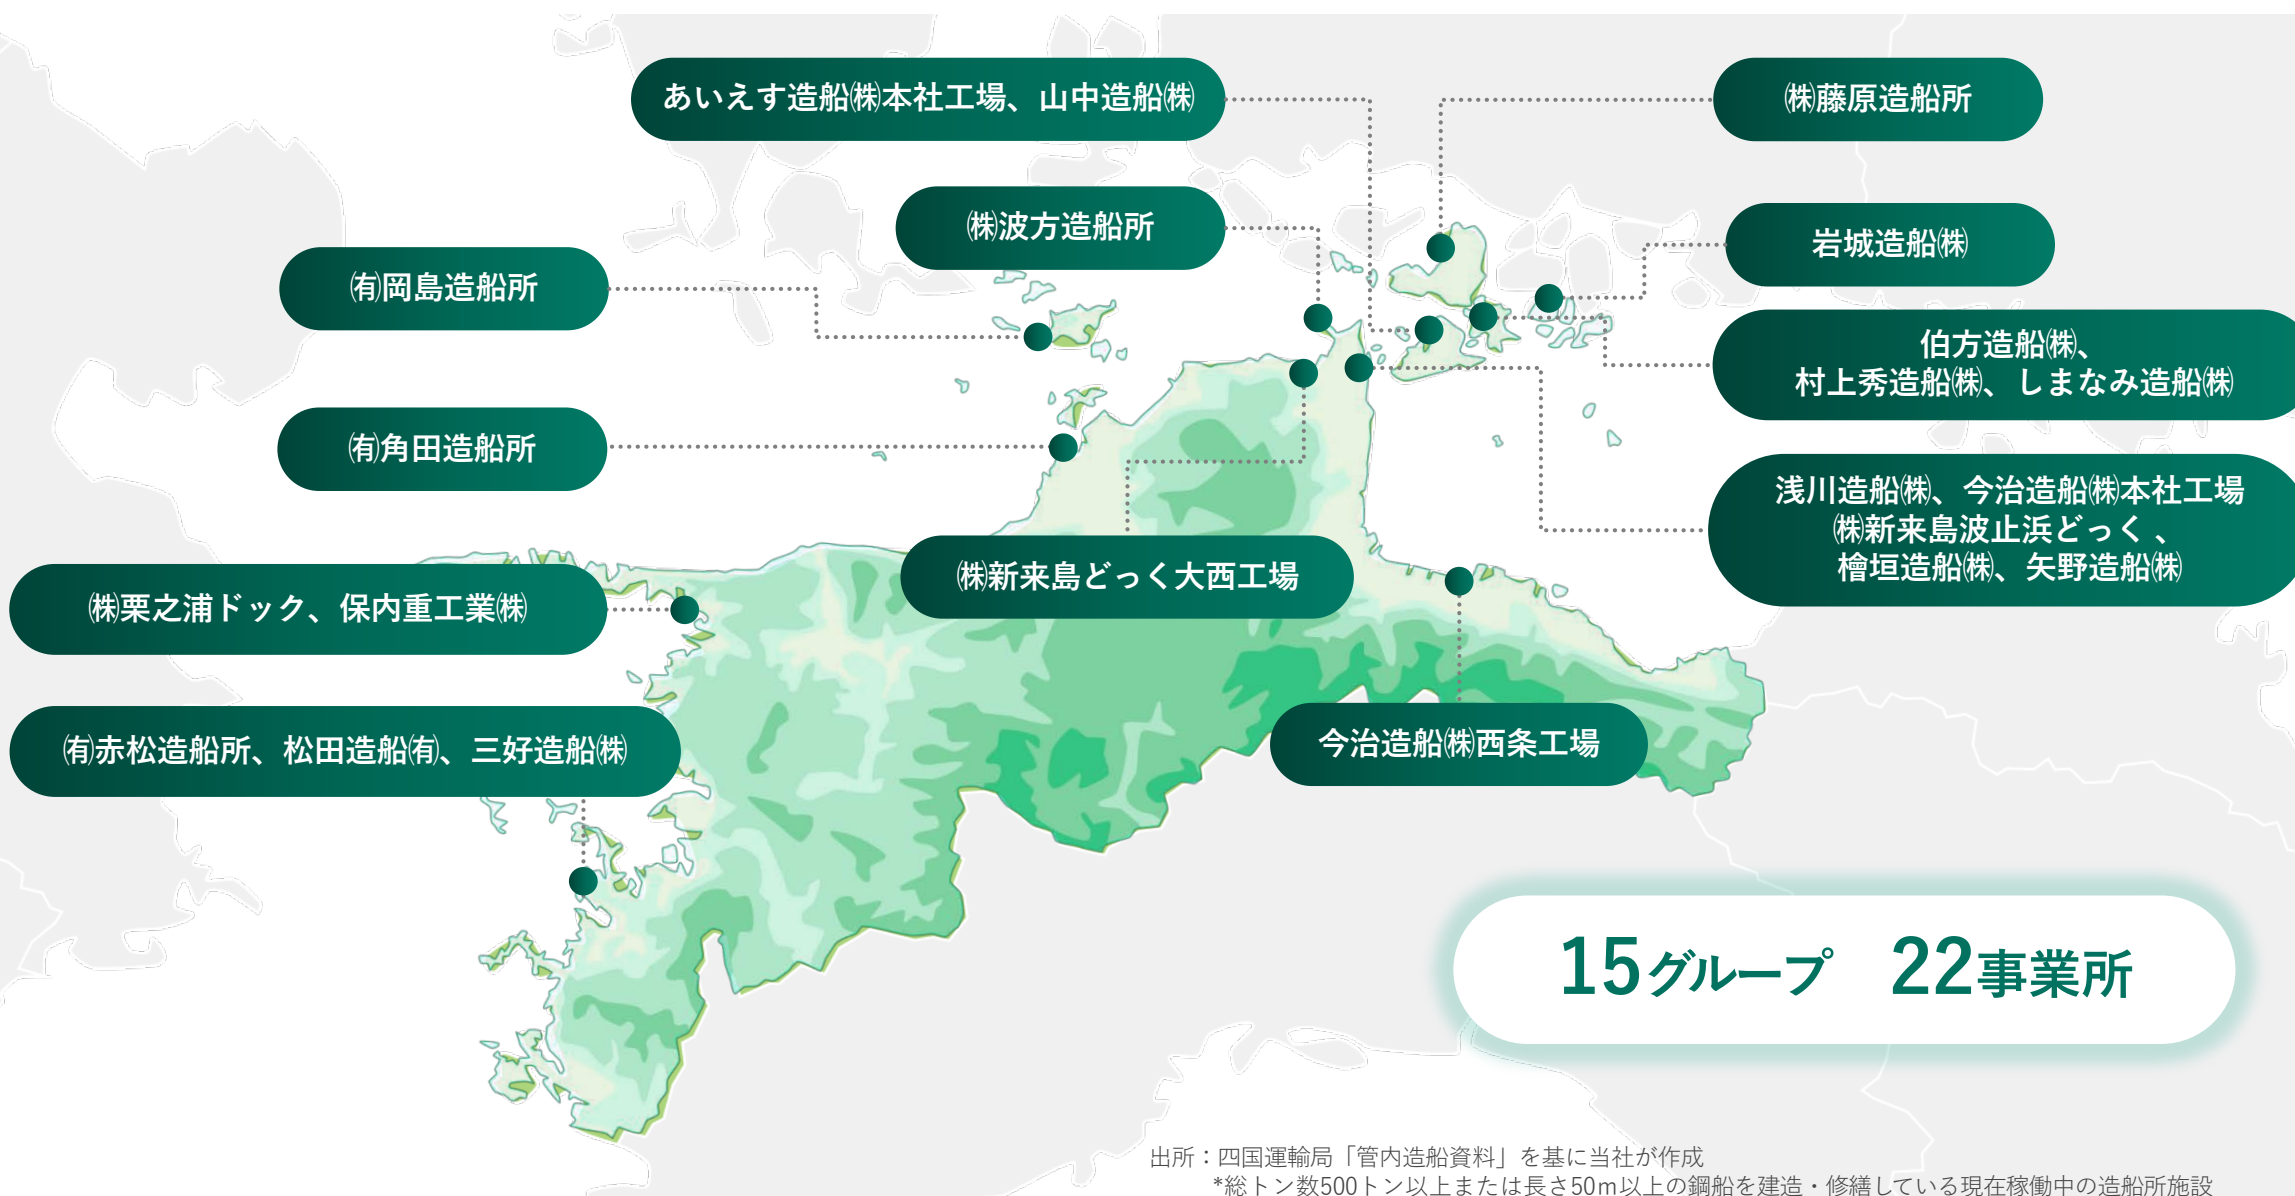 あいえす造船㈱本社工場、山中造船㈱
㈱藤原造船所
㈱波方造船所
岩城造船㈱
㈲岡島造船所
伯方造船㈱、
村上秀造船㈱、しまなみ造船㈱
㈲角田造船所
浅川造船㈱、今治造船㈱本社工場
㈱新来島波止浜どっく 、
檜垣造船㈱、矢野造船㈱
㈱新来島どっく大西工場
㈱栗之浦ドック、保内重工業㈱
㈲赤松造船所、松田造船㈲、三好造船㈱
今治造船㈱西条工場
15グループ　22事業所
出所：四国運輸局「管内造船資料」を基に当社が作成
*総トン数500トン以上または長さ50m以上の鋼船を建造・修繕している現在稼働中の造船所施設